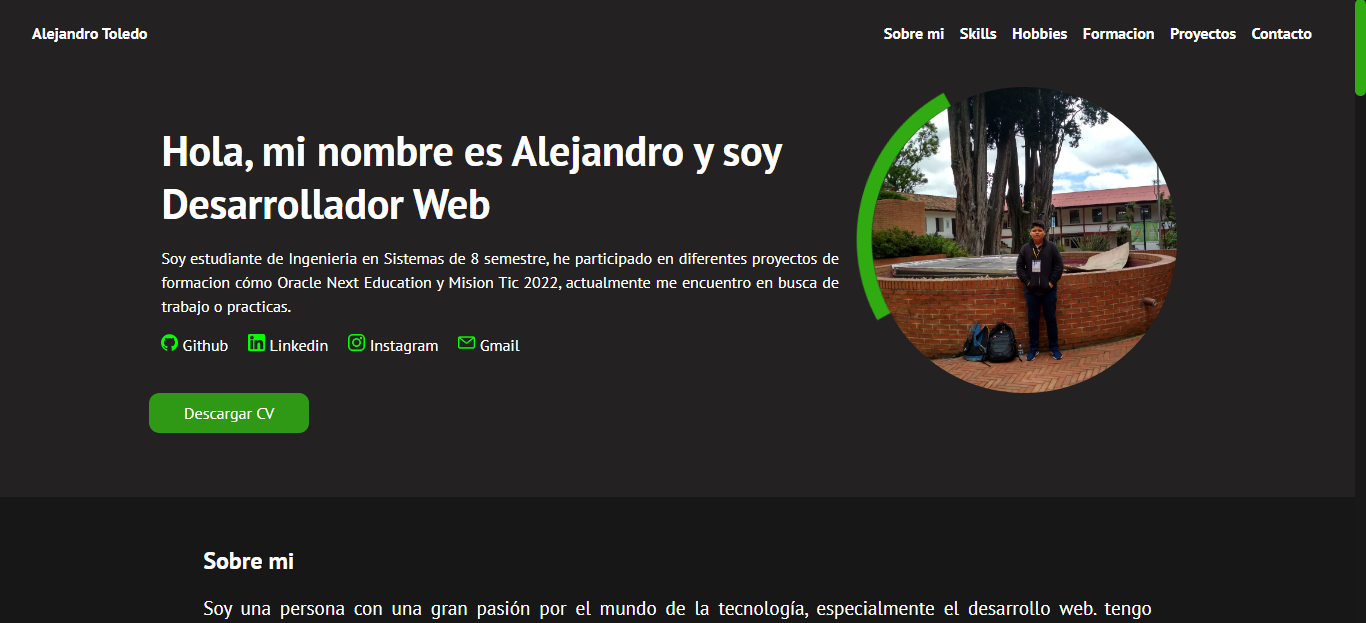 Alejandro Toledo
Sobre mi Skills Hobbies Formacion Proyectos Contacto
Hola, mi nombre es Alejandro y soy
Desarrollador Web
Soy estudiante de Ingenieria en Sistemas de 8 semestre, he participado en diferentes proyectos de
formacion cómo Oracle Next Education y Mision Tic 2022, actualmente me encuentro en busca de
trabajo o practicas.
Github Linkedin Instagram Gmail
Descargar CV
Sobre mi
Soy una persona con una gran pasión por el mundo de la tecnología, especialmente el desarrollo web. tengo